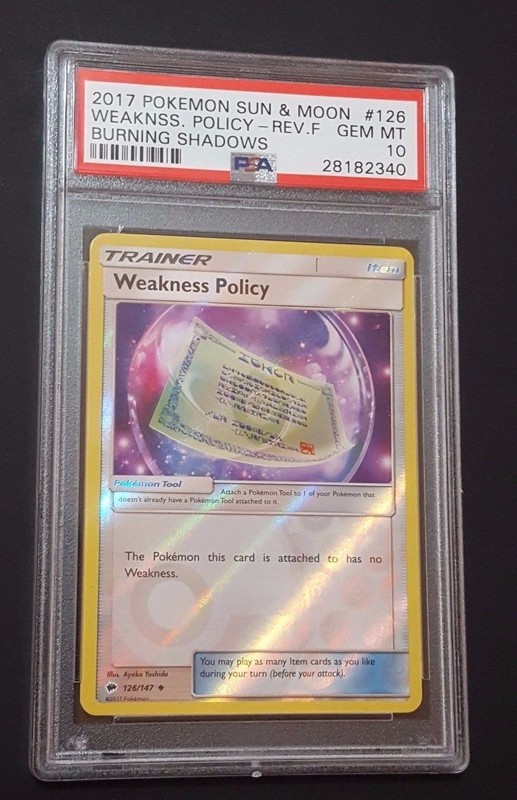 2017 POKEMON SUN & MOON #126
WEAKNSS. POLICY-REV.F GEM MT
BURNING SHADOWS 10
PSA 28182340
TRAINER Item
Weakness Policy
Pokémon Tool
Attach a Pokémon Tool to 1 of your Pokémon that
doesn't already have a Pokémon Tool attached to it.
The Pokémon this card is attached to has no
Weakness.
You may play as many Item cards as you like
during your turn (before your attack).
Illus. Ayaka Yoshida
126/147
©2017 Pokémon